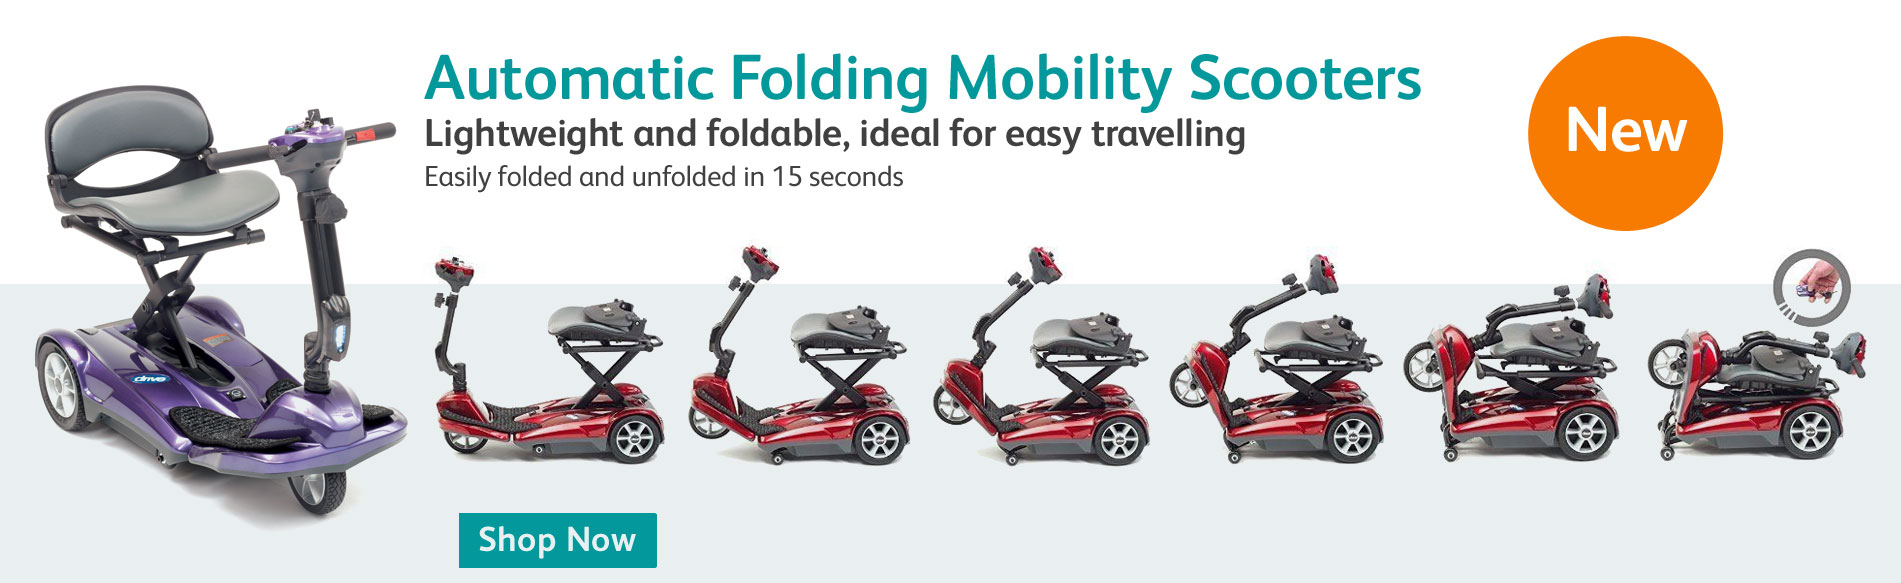 Automatic Folding Mobility Scooters
Lightweight and foldable, ideal for easy travelling
Easily folded and unfolded in 15 seconds
New
drive
Shop Now